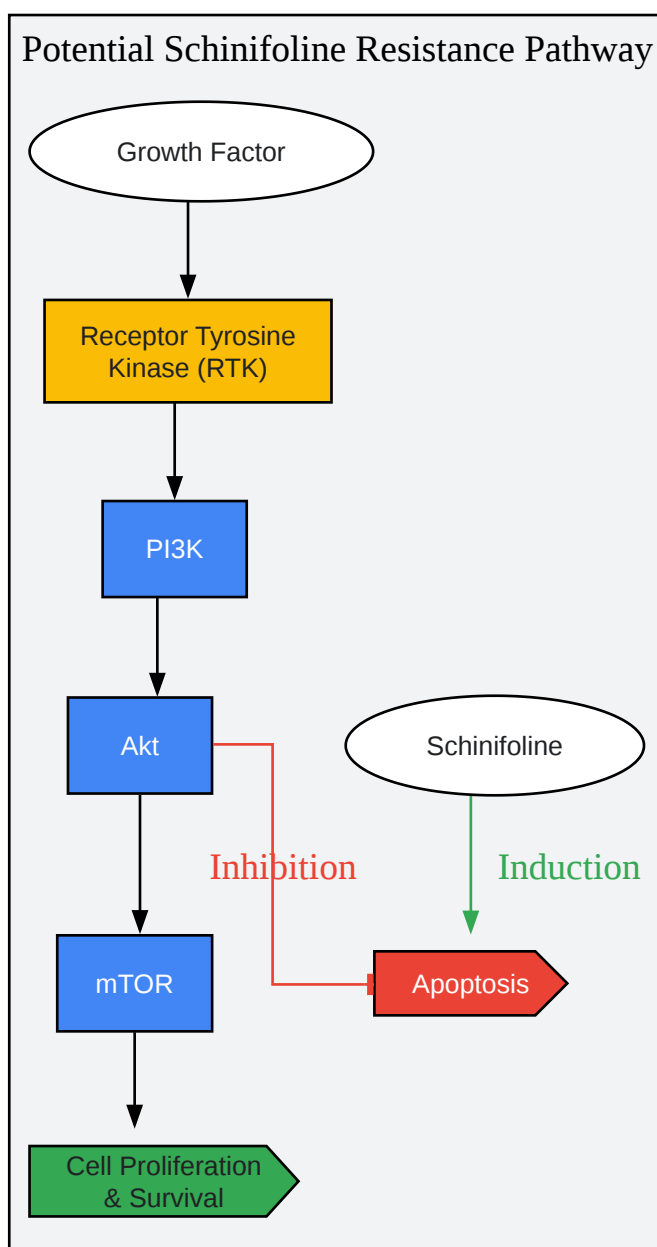 Potential Schinifoline Resistance Pathway
Growth Factor
Receptor Tyrosine
Kinase (RTK)
PI3K
Akt
Schinifoline
Inhibition
Induction
mTOR
Apoptosis
Cell Proliferation
& Survival